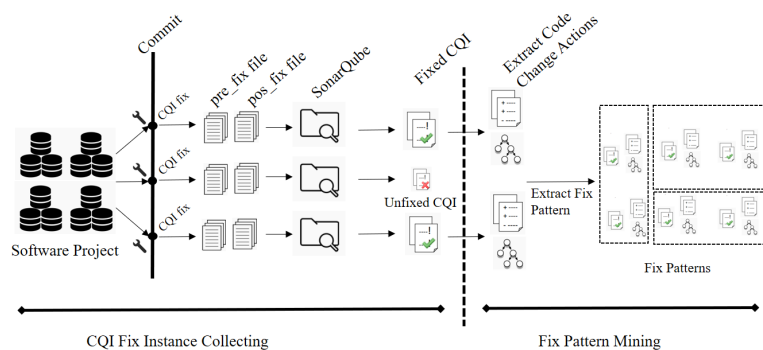 Commit
pre_fix file
pos_fix file
SonarQube
Fixed CQI
Extract Code
Change Actions
CQI fix
CQI fix
CQI fix
Unfixed CQI
Extract Fix
Pattern
Software Project
Fix Patterns
CQI Fix Instance Collecting
Fix Pattern Mining